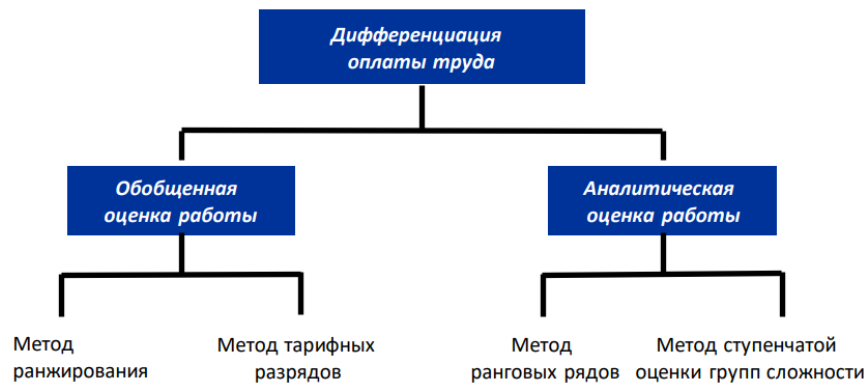 Дифференциация
оплаты труда
Обобщенная
оценка работы
Аналитическая
оценка работы
Метод
ранжирования
Метод тарифных
разрядов
Метод
ранговых рядов
Метод ступенчатой
оценки групп сложности